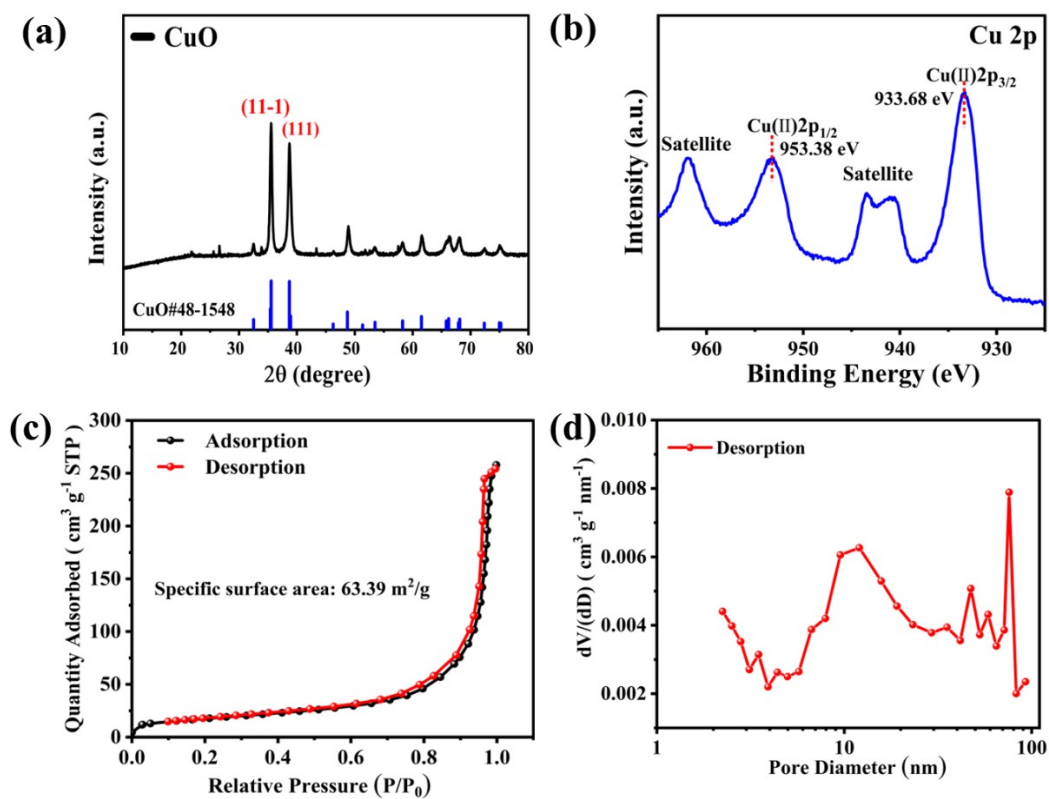 (a)
CuO
(11-1)
(111)
CuO#48-1548
Intensity (a.u.)
10 20 30 40 50 60 70 80
2θ (degree)
(b)
Cu 2p
Cu(II)2p3/2
933.68 eV
Cu(II)2p1/2
953.38 eV
Satellite
Satellite
Intensity (a.u.)
960 950 940 930
Binding Energy (eV)
(c)
Adsorption
Desorption
Specific surface area: 63.39 m²/g
Quantity Adsorbed ( cm³ g⁻¹ STP )
300
250
200
150
100
50
0
0.0 0.2 0.4 0.6 0.8 1.0
Relative Pressure (P/P₀)
(d)
Desorption
dV/(dD) ( cm³ g⁻¹ nm⁻¹)
0.010
0.008
0.006
0.004
0.002
1 10 100
Pore Diameter (nm)